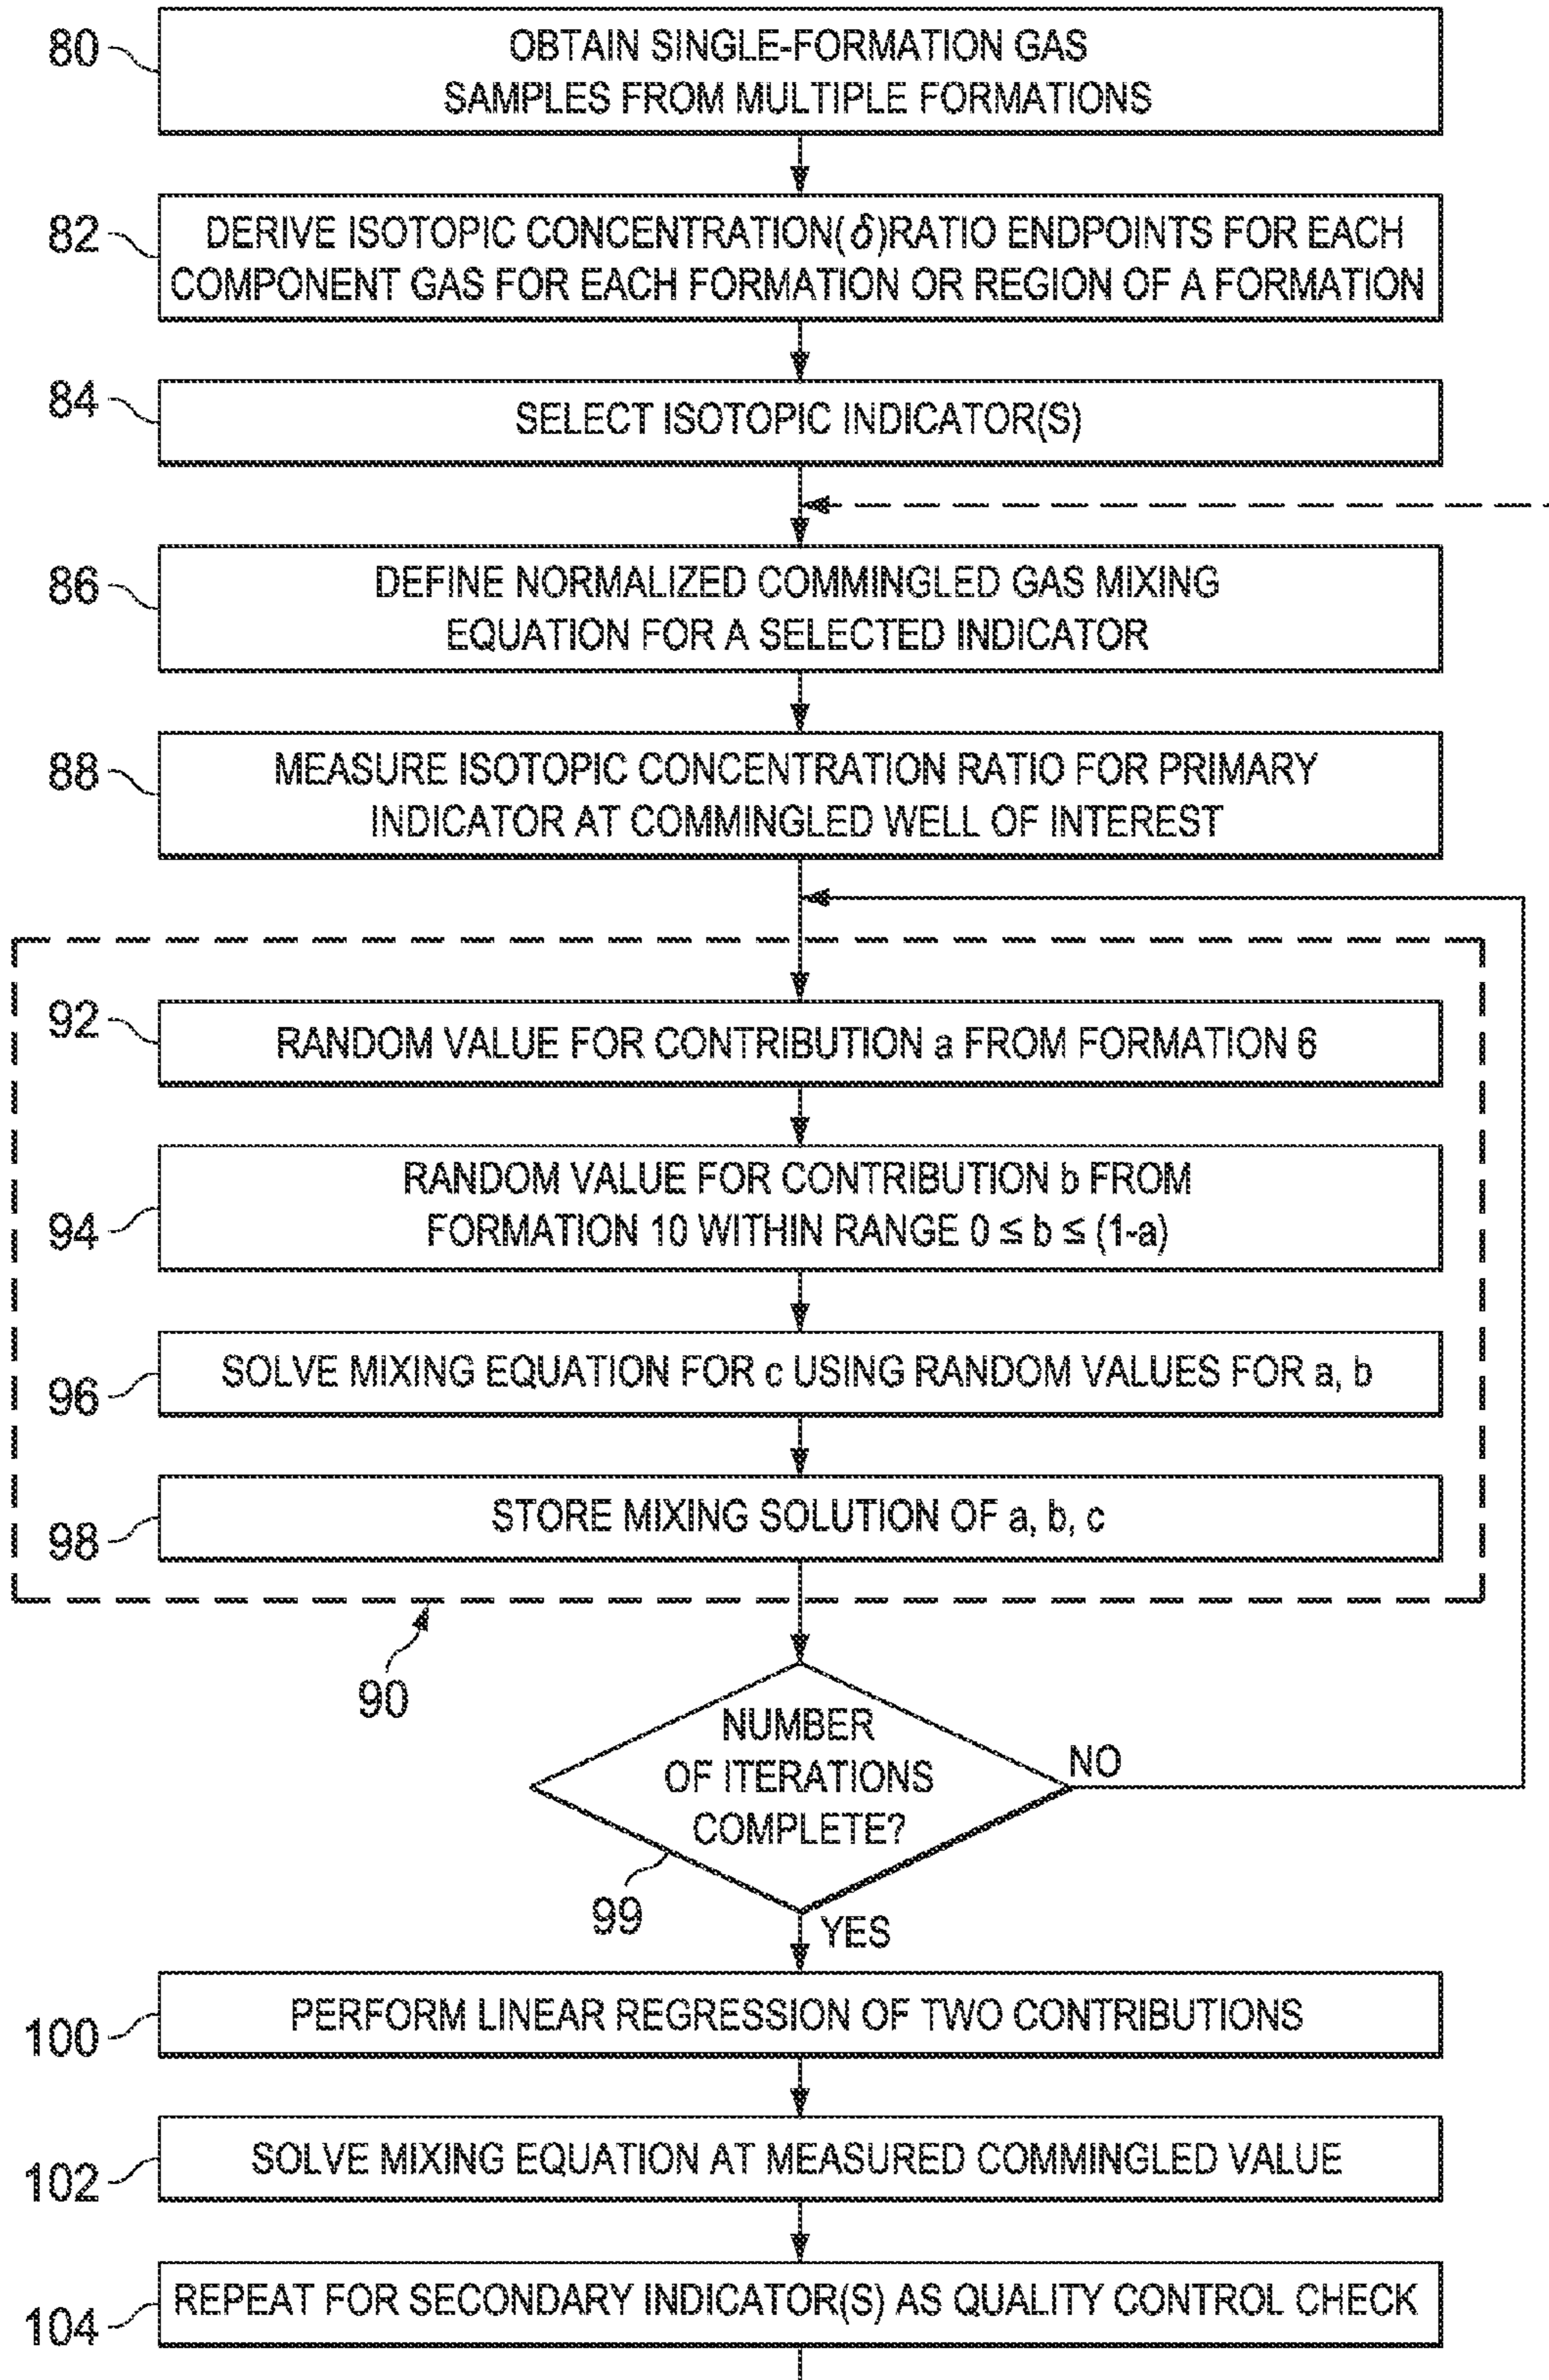 80
OBTAIN SINGLE-FORMATION GAS
SAMPLES FROM MULTIPLE FORMATIONS
82
DERIVE ISOTOPIC CONCENTRATION(δ)RATIO ENDPOINTS FOR EACH
COMPONENT GAS FOR EACH FORMATION OR REGION OF A FORMATION
84
SELECT ISOTOPIC INDICATOR(S)
86
DEFINE NORMALIZED COMMINGLED GAS MIXING
EQUATION FOR A SELECTED INDICATOR
88
MEASURE ISOTOPIC CONCENTRATION RATIO FOR PRIMARY
INDICATOR AT COMMINGLED WELL OF INTEREST
92
RANDOM VALUE FOR CONTRIBUTION a FROM FORMATION 6
94
RANDOM VALUE FOR CONTRIBUTION b FROM
FORMATION 10 WITHIN RANGE 0 ≤ b ≤ (1-a)
96
SOLVE MIXING EQUATION FOR c USING RANDOM VALUES FOR a, b
98
STORE MIXING SOLUTION OF a, b, c
90
NUMBER
OF ITERATIONS
COMPLETE?
NO
99
YES
100
PERFORM LINEAR REGRESSION OF TWO CONTRIBUTIONS
102
SOLVE MIXING EQUATION AT MEASURED COMMINGLED VALUE
104
REPEAT FOR SECONDARY INDICATOR(S) AS QUALITY CONTROL CHECK